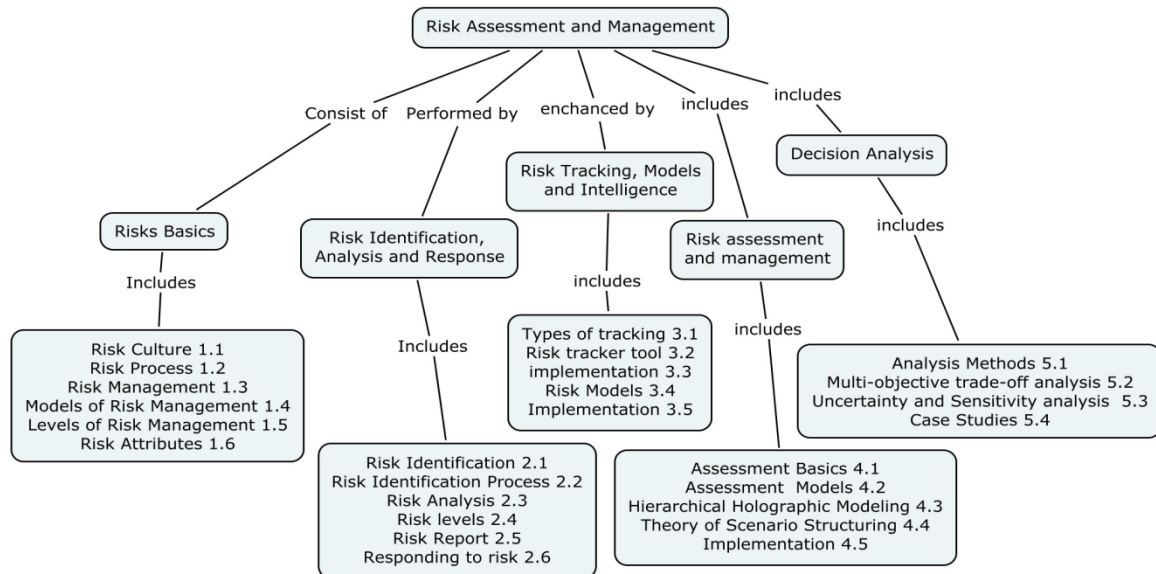 Risk Assessment and Management
Consist of
Performed by
enchanced by
includes
includes
Decision Analysis
Risk Tracking, Models
and Intelligence
Risks Basics
Risk Identification,
Analysis and Response
Risk assessment
and management
includes
Includes
includes
Includes
includes
Risk Culture 1.1
Risk Process 1.2
Risk Management 1.3
Models of Risk Management 1.4
Levels of Risk Management 1.5
Risk Attributes 1.6
Types of tracking 3.1
Risk tracker tool 3.2
implementation 3.3
Risk Models 3.4
Implementation 3.5
Analysis Methods 5.1
Multi-objective trade-off analysis 5.2
Uncertainty and Sensitivity analysis  5.3
Case Studies 5.4
Risk Identification 2.1
Risk Identification Process 2.2
Risk Analysis 2.3
Risk levels 2.4
Risk Report 2.5
Responding to risk 2.6
Assessment Basics 4.1
Assessment  Models 4.2
Hierarchical Holographic Modeling 4.3
Theory of Scenario Structuring 4.4
Implementation 4.5